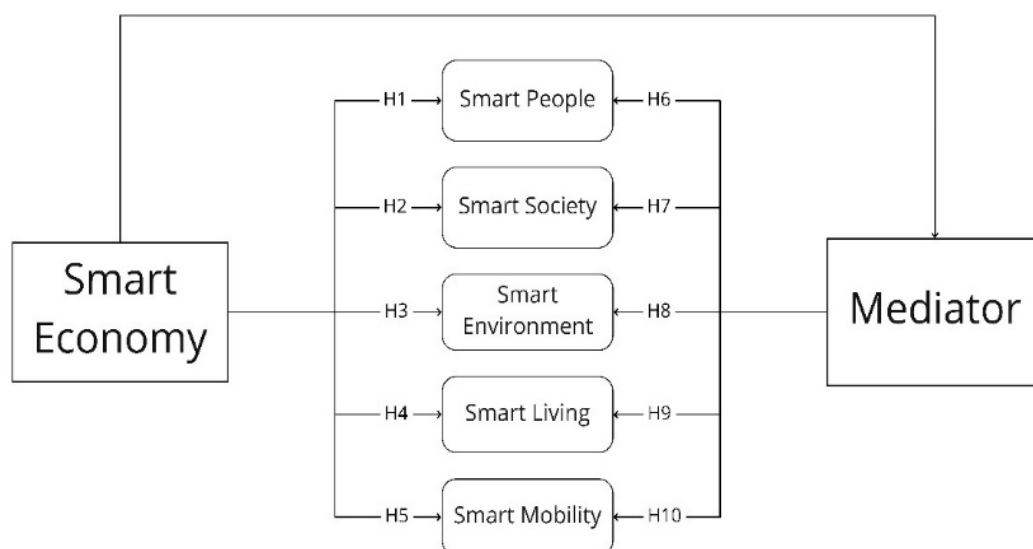 H1 Smart People H6
H2 Smart Society H7
Smart
Economy
H3 Smart
Environment H8
Mediator
H4 Smart Living H9
H5 Smart Mobility H10